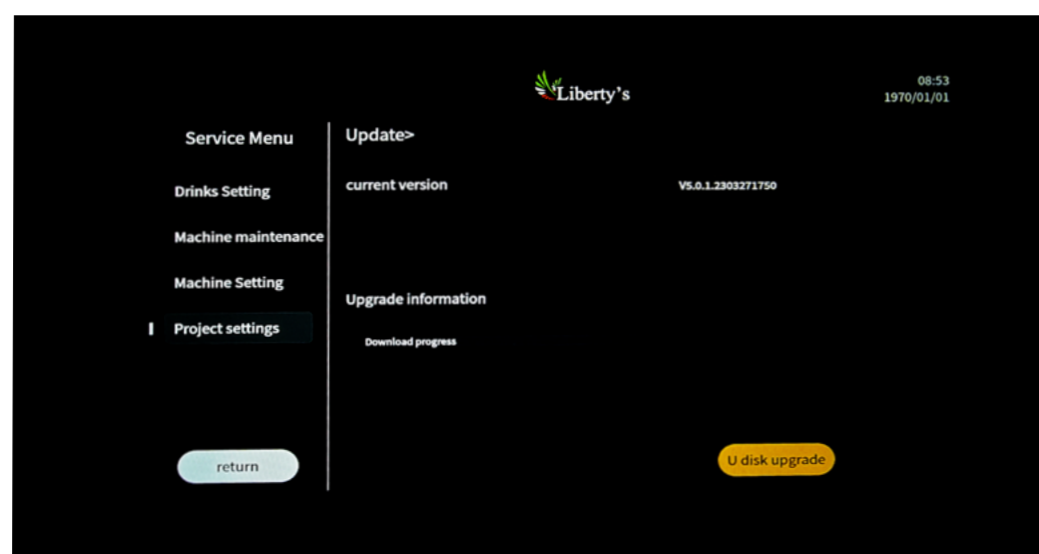 Liberty's
08:53
1970/01/01
Service Menu
Update>
Drinks Setting
current version
V5.0.1.2303271750
Machine maintenance
Machine Setting
Upgrade information
Project settings
Download progress
return
U disk upgrade